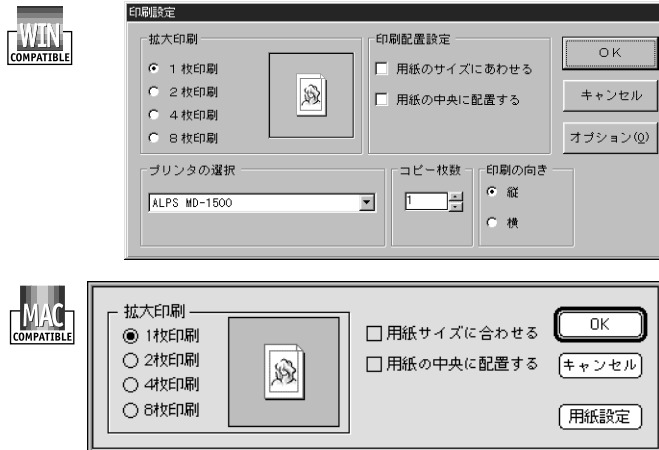 WIN
COMPATIBLE
印刷設定
拡大印刷
1 枚印刷
2 枚印刷
4 枚印刷
8 枚印刷
印刷配置設定
用紙のサイズにあわせる
用紙の中央に配置する
OK
キャンセル
オプション(O)
プリンタの選択
ALPS MD-1500
コピー枚数
1
印刷の向き
縦
横
MAC
COMPATIBLE
拡大印刷
1枚印刷
2枚印刷
4枚印刷
8枚印刷
用紙サイズに合わせる
用紙の中央に配置する
OK
キャンセル
用紙設定